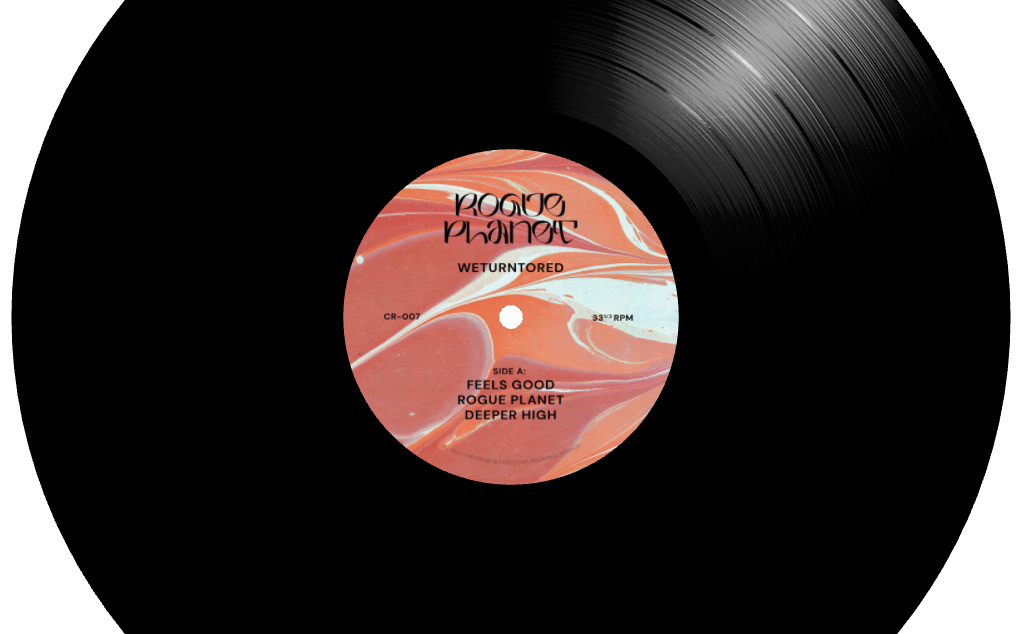 ROGUE
PLANET
WETURNTORED
CR-007
33¹/³ RPM
SIDE A:
FEELS GOOD
ROGUE PLANET
DEEPER HIGH